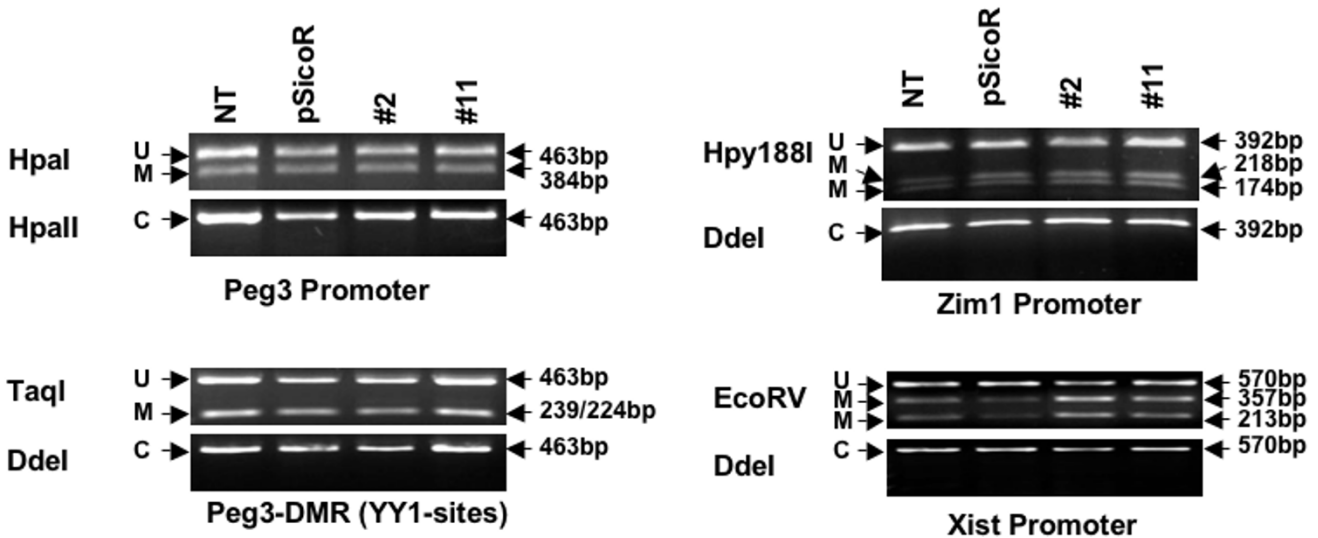 NT pSicoR #2 #11
HpaI U M 463bp 384bp
HpaII C 463bp
Peg3 Promoter
NT pSicoR #2 #11
Hpy188I U M M 392bp 218bp 174bp
DdeI C 392bp
Zim1 Promoter
TaqI U M 463bp 239/224bp
DdeI C 463bp
Peg3-DMR (YY1-sites)
EcoRV U M M 570bp 357bp 213bp
DdeI C 570bp
Xist Promoter